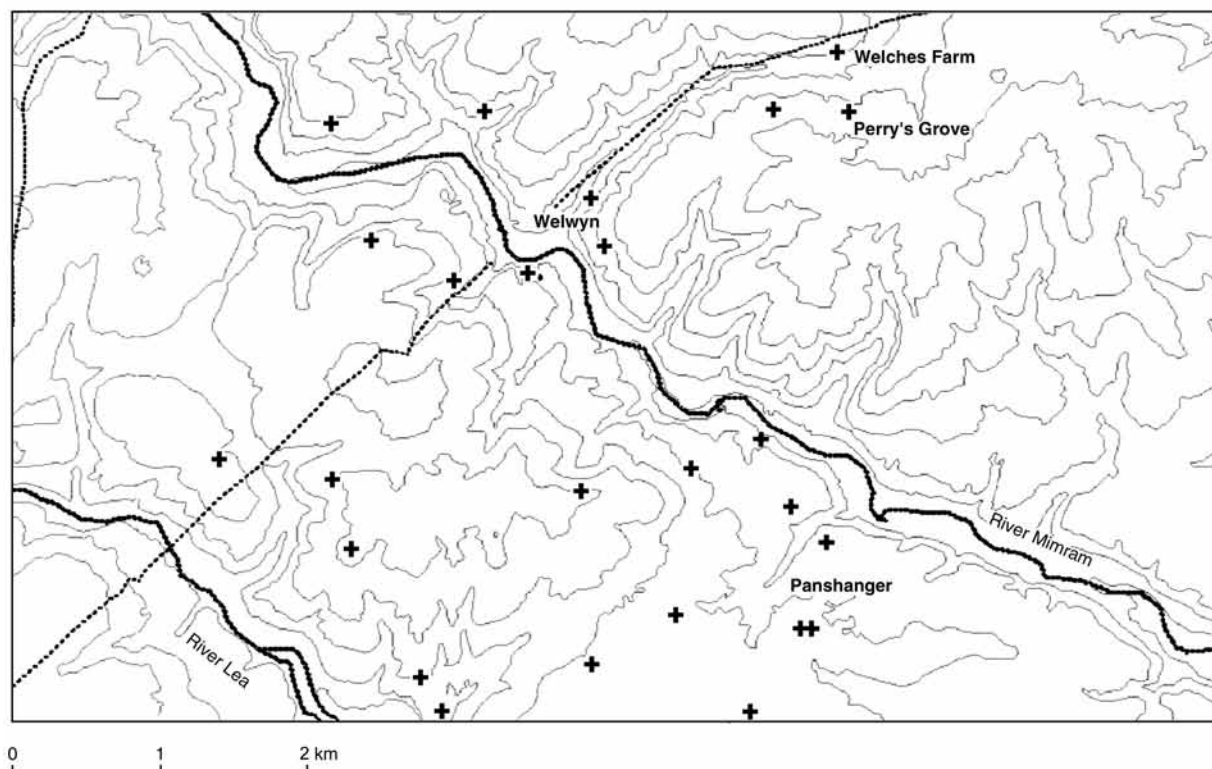 Welches Farm
Perry's Grove
Welwyn
River Mimram
Panshanger
River Lea
0 1 2 km